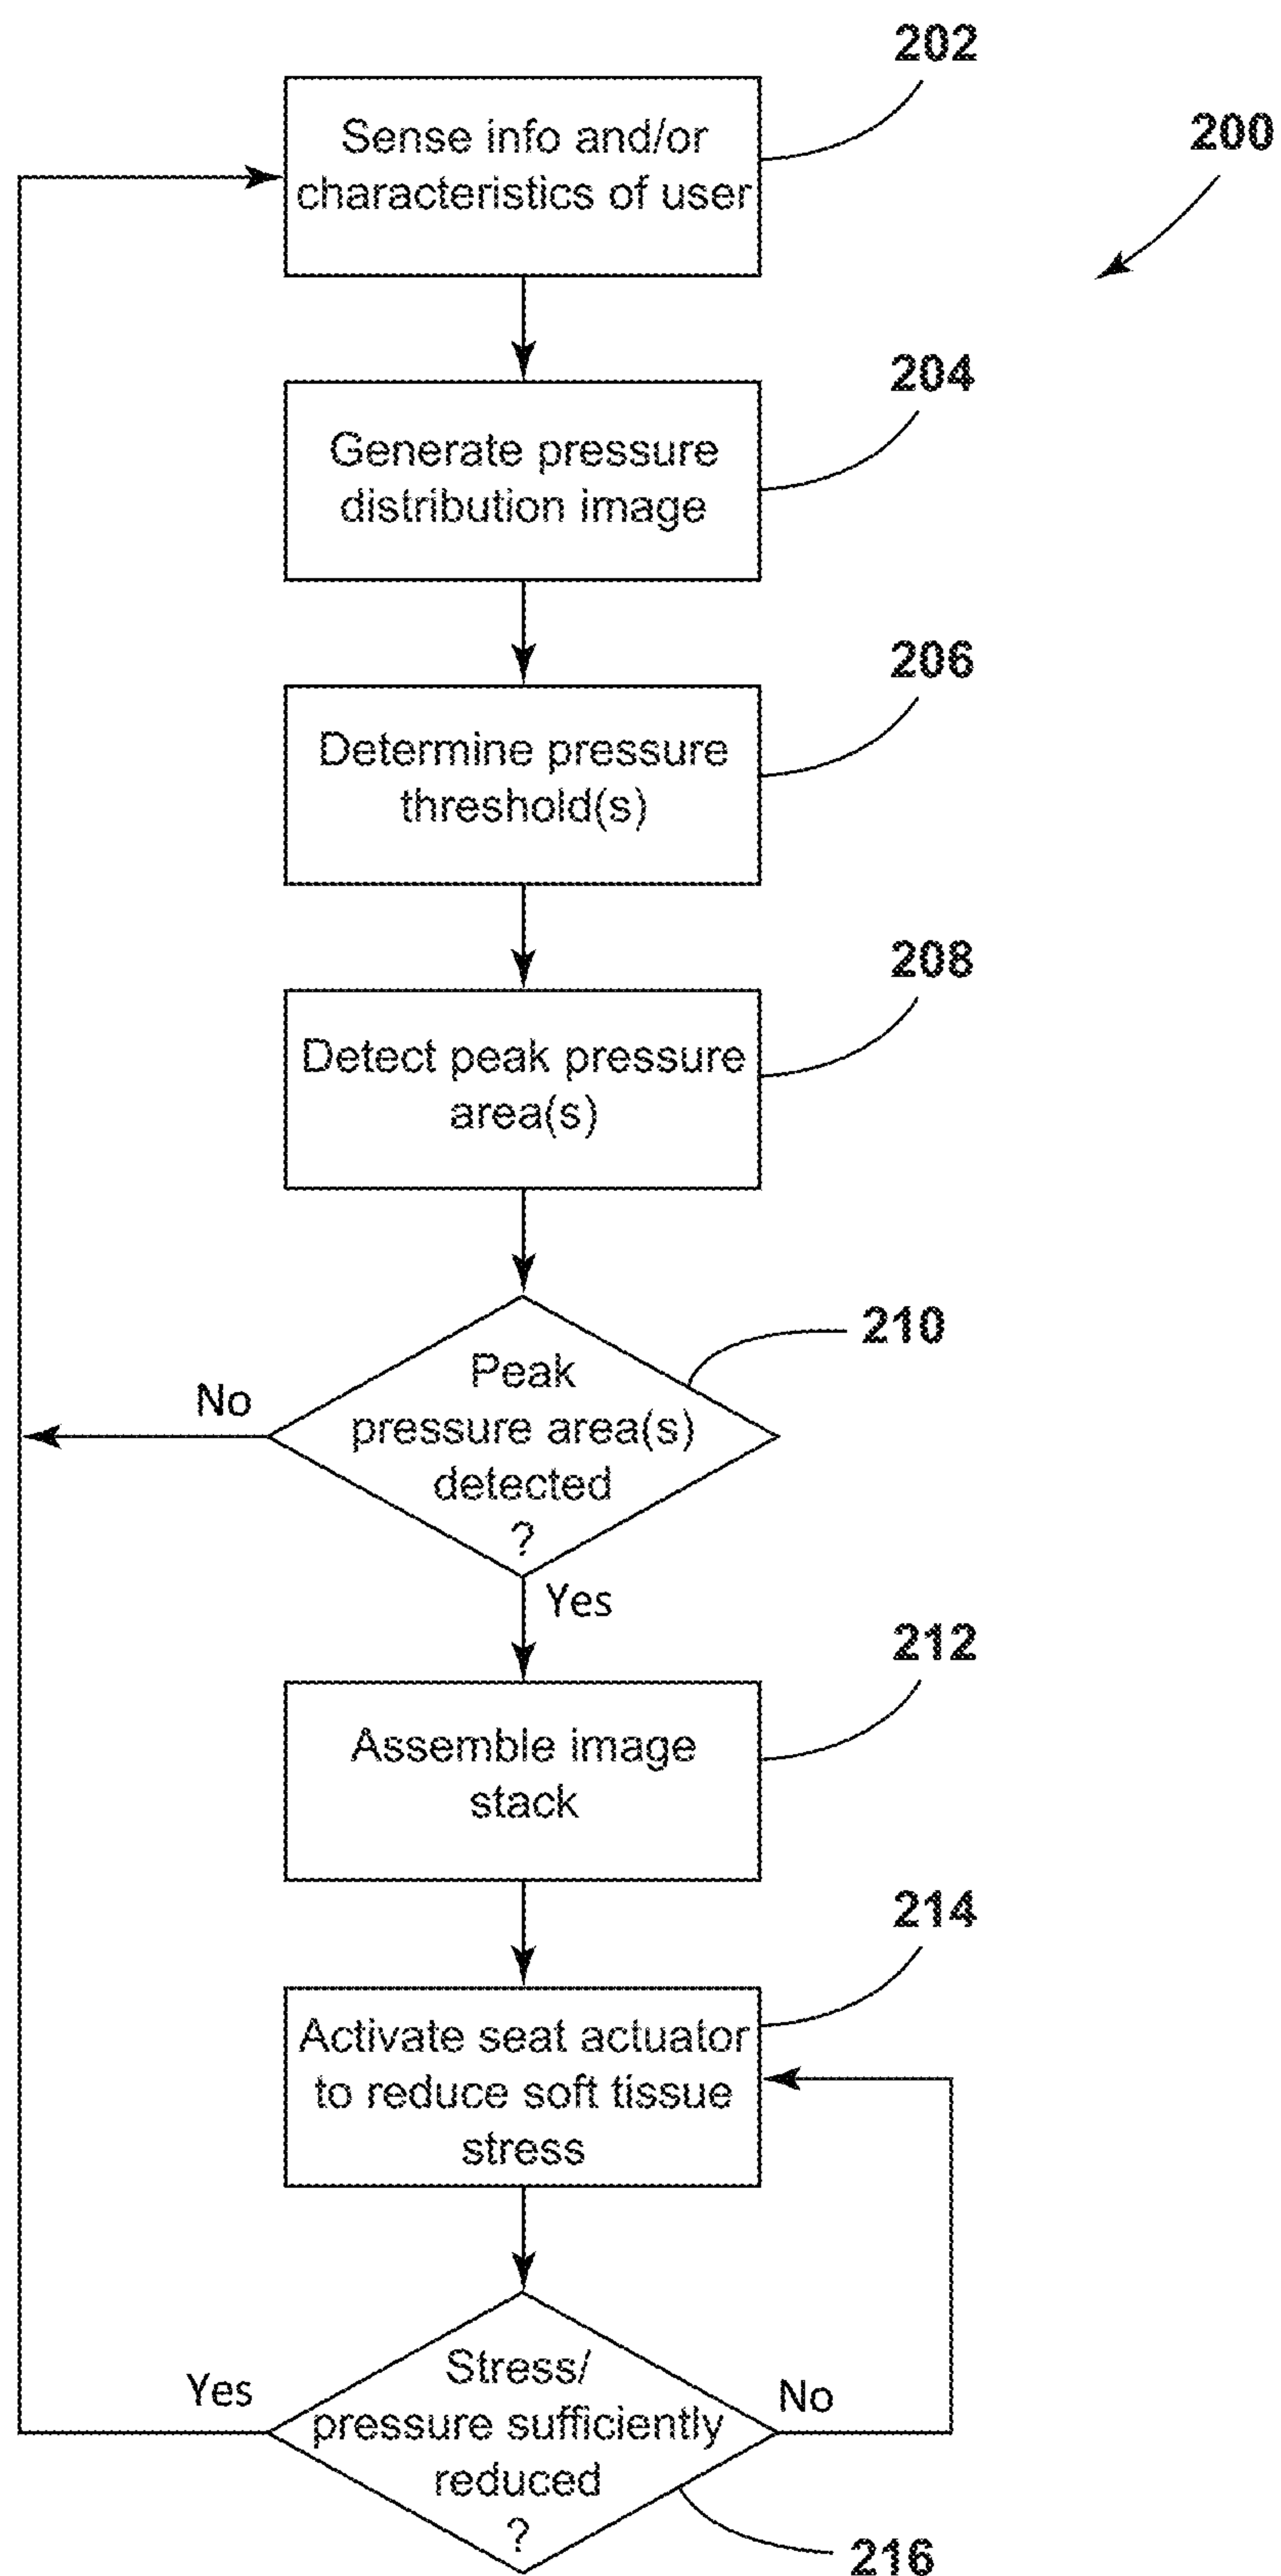 202
200
Sense info and/or
characteristics of user
204
Generate pressure
distribution image
206
Determine pressure
threshold(s)
208
Detect peak pressure
area(s)
210
Peak
pressure area(s)
detected
?
No
Yes
212
Assemble image
stack
214
Activate seat actuator
to reduce soft tissue
stress
Stress/
pressure sufficiently
reduced
?
Yes
No
216